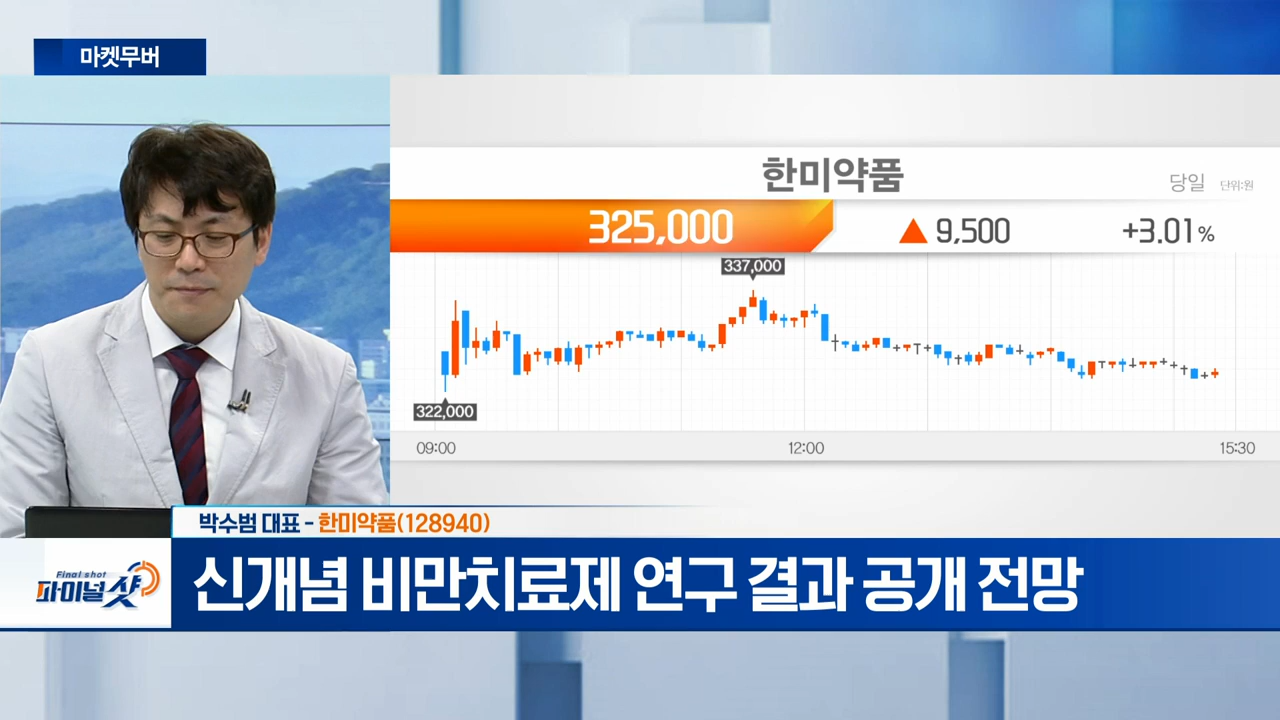 마켓무버
한미약품
당일 단위:원
325,000 ▲ 9,500 +3.01%
337,000
322,000
09:00 12:00 15:30
박수범 대표 - 한미약품(128940)
Final shot
파이널샷
신개념 비만치료제 연구 결과 공개 전망